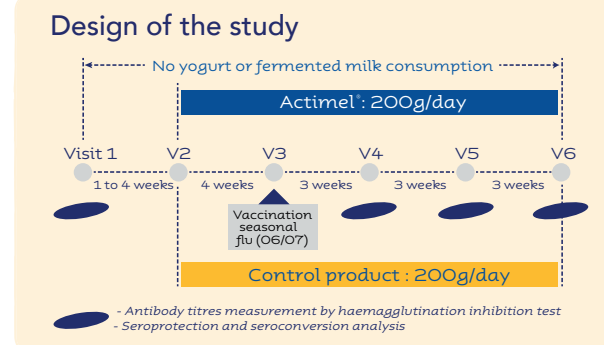 Design of the study
No yogurt or fermented milk consumption
Actimel®: 200g/day
Visit 1 V2 V3 V4 V5 V6
1 to 4 weeks 4 weeks 3 weeks 3 weeks 3 weeks
Vaccination
seasonal
flu (06/07)
Control product : 200g/day
- Antibody titres measurement by haemagglutination inhibition test
- Seroprotection and seroconversion analysis